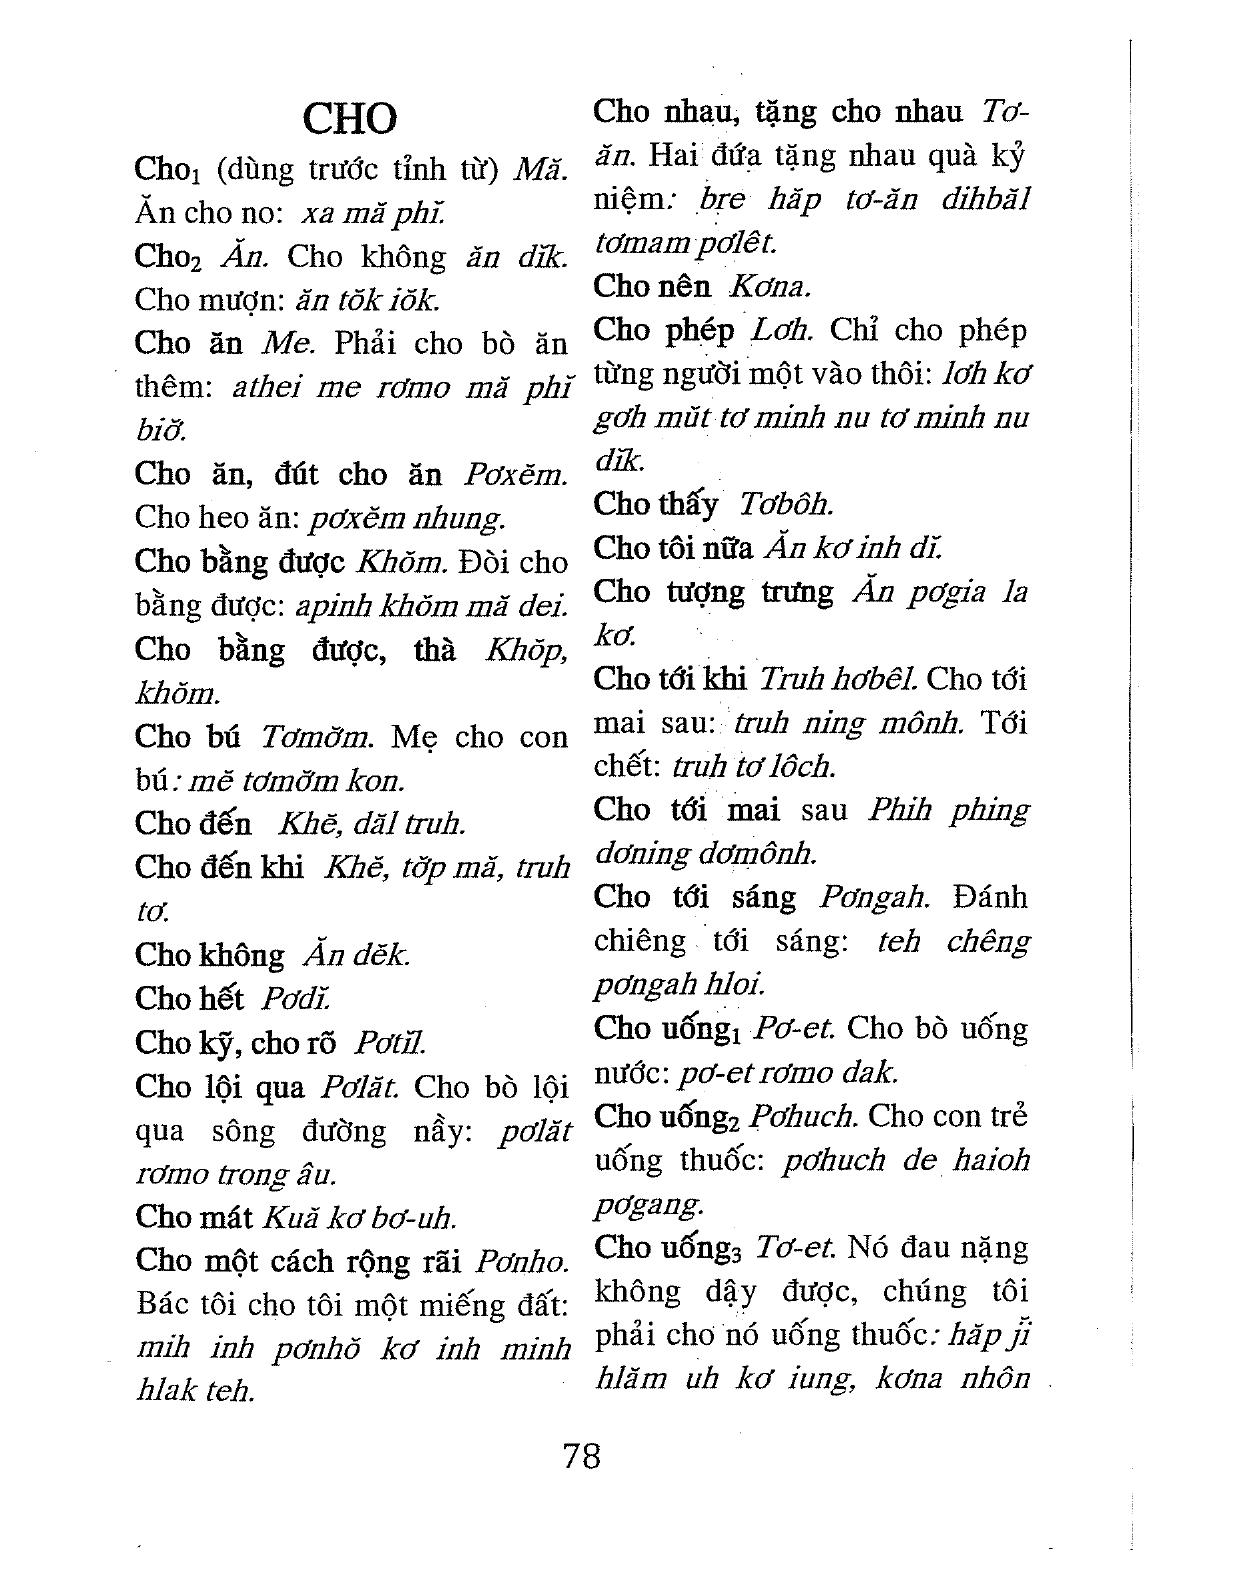 CHO
Cho₁ (dùng trước tỉnh từ) Mă.
Ăn cho no: xa mă phĭ.
Cho₂ Ăn. Cho không ăn dĭk.
Cho mượn: ăn tŏk iŏk.
Cho ăn Me. Phải cho bò ăn
thêm: athei me rơmo mă phĭ
biơ̆.
Cho ăn, đút cho ăn Pơxĕm.
Cho heo ăn: pơxĕm nhung.
Cho bằng được Khŏm. Đòi cho
bằng được: apinh khŏm mă dei.
Cho bằng được, thà Khŏp,
khŏm.
Cho bú Tơmơ̆m. Mẹ cho con
bú: mĕ tơmơ̆m kon.
Cho đến Khĕ, dăl truh.
Cho đến khi Khĕ, tơ̆p mă, truh
tơ.
Cho không Ăn dĕk.
Cho hết Pơdĭ.
Cho kỹ, cho rõ Pơtĭl.
Cho lội qua Pơlăt. Cho bò lội
qua sông đường nầy: pơlăt
rơmo trong âu.
Cho mát Kuă kơ bơ-uh.
Cho một cách rộng rãi Pơnho.
Bác tôi cho tôi một miếng đất:
mih inh pơnhŏ kơ inh minh
hlak teh.
Cho nhau, tặng cho nhau Tơ-
ăn. Hai đứa tặng nhau quà kỷ
niệm: bre hăp tơ-ăn dihbăl
tơmam pơlêt.
Cho nên Kơna.
Cho phép Lơh. Chỉ cho phép
từng người một vào thôi: lơh kơ
gơh mŭt tơ minh nu tơ minh nu
dĭk.
Cho thấy Tơbôh.
Cho tôi nữa Ăn kơ inh dĭ.
Cho tượng trưng Ăn pơgia la
kơ.
Cho tới khi Truh hơbêl. Cho tới
mai sau: truh ning mônh. Tới
chết: truh tơ lôch.
Cho tới mai sau Phih phing
dơning dơmônh.
Cho tới sáng Pơngah. Đánh
chiêng tới sáng: teh chêng
pơngah hloi.
Cho uống₁ Pơ-et. Cho bò uống
nước: pơ-et rơmo dak.
Cho uống₂ Pơhuch. Cho con trẻ
uống thuốc: pơhuch de haioh
pơgang.
Cho uống₃ Tơ-et. Nó đau nặng
không dậy được, chúng tôi
phải cho nó uống thuốc: hăp jĭ
hlăm uh kơ iung, kơna nhôn
78